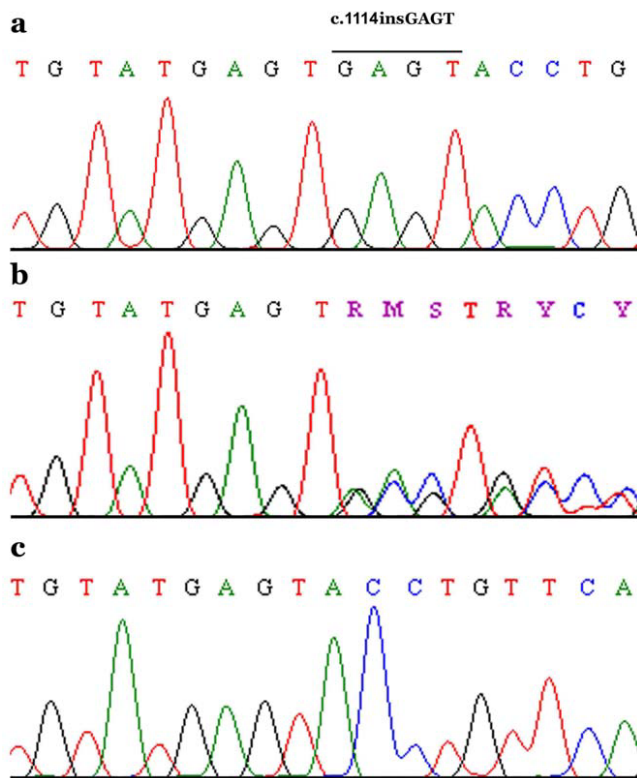 a
c.1114insGAGT
T G T A T G A G T G A G T A C C T G
b
T G T A T G A G T R M S T R Y C Y
c
T G T A T G A G T A C C T G T T C A